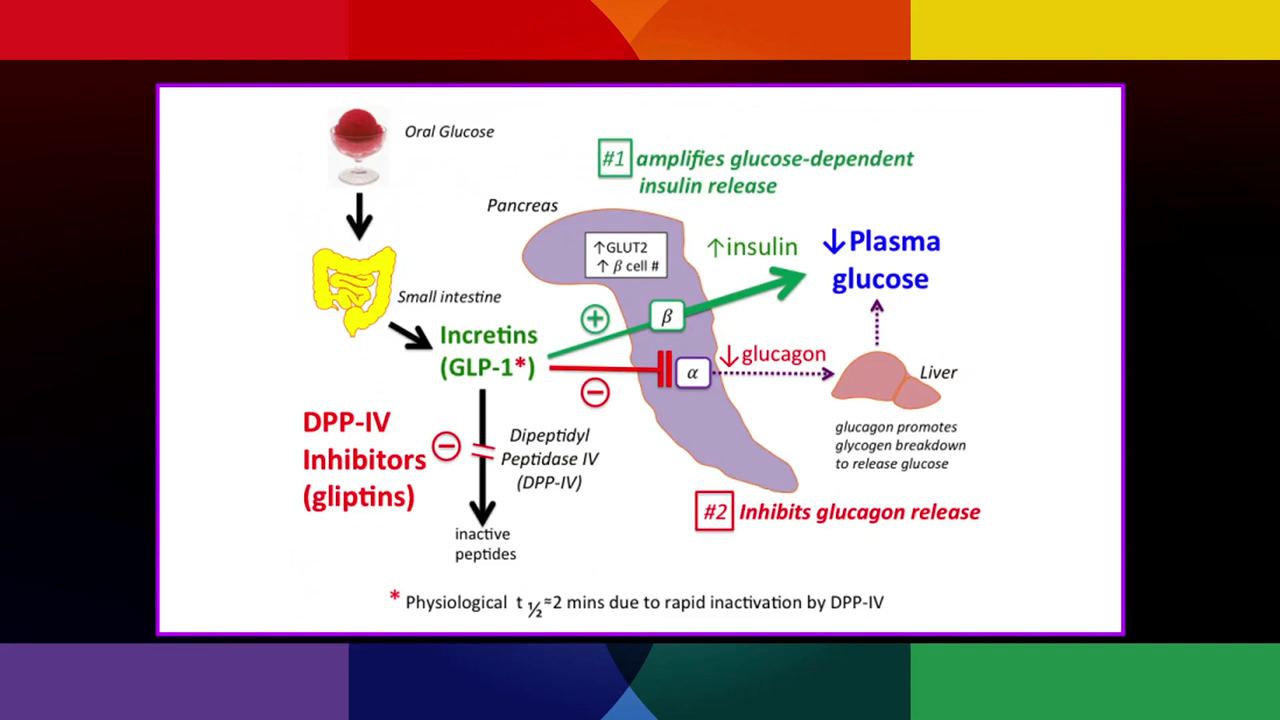 Oral Glucose
#1 amplifies glucose-dependent
insulin release
Pancreas
↑GLUT2
↑ β cell #
↑insulin
↓Plasma
glucose
Small intestine
Incretins
(GLP-1*)
+
β
−
α
↓glucagon
Liver
glucagon promotes
glycogen breakdown
to release glucose
DPP-IV
Inhibitors
(gliptins)
−
Dipeptidyl
Peptidase IV
(DPP-IV)
#2 Inhibits glucagon release
inactive
peptides
* Physiological t ½≈2 mins due to rapid inactivation by DPP-IV